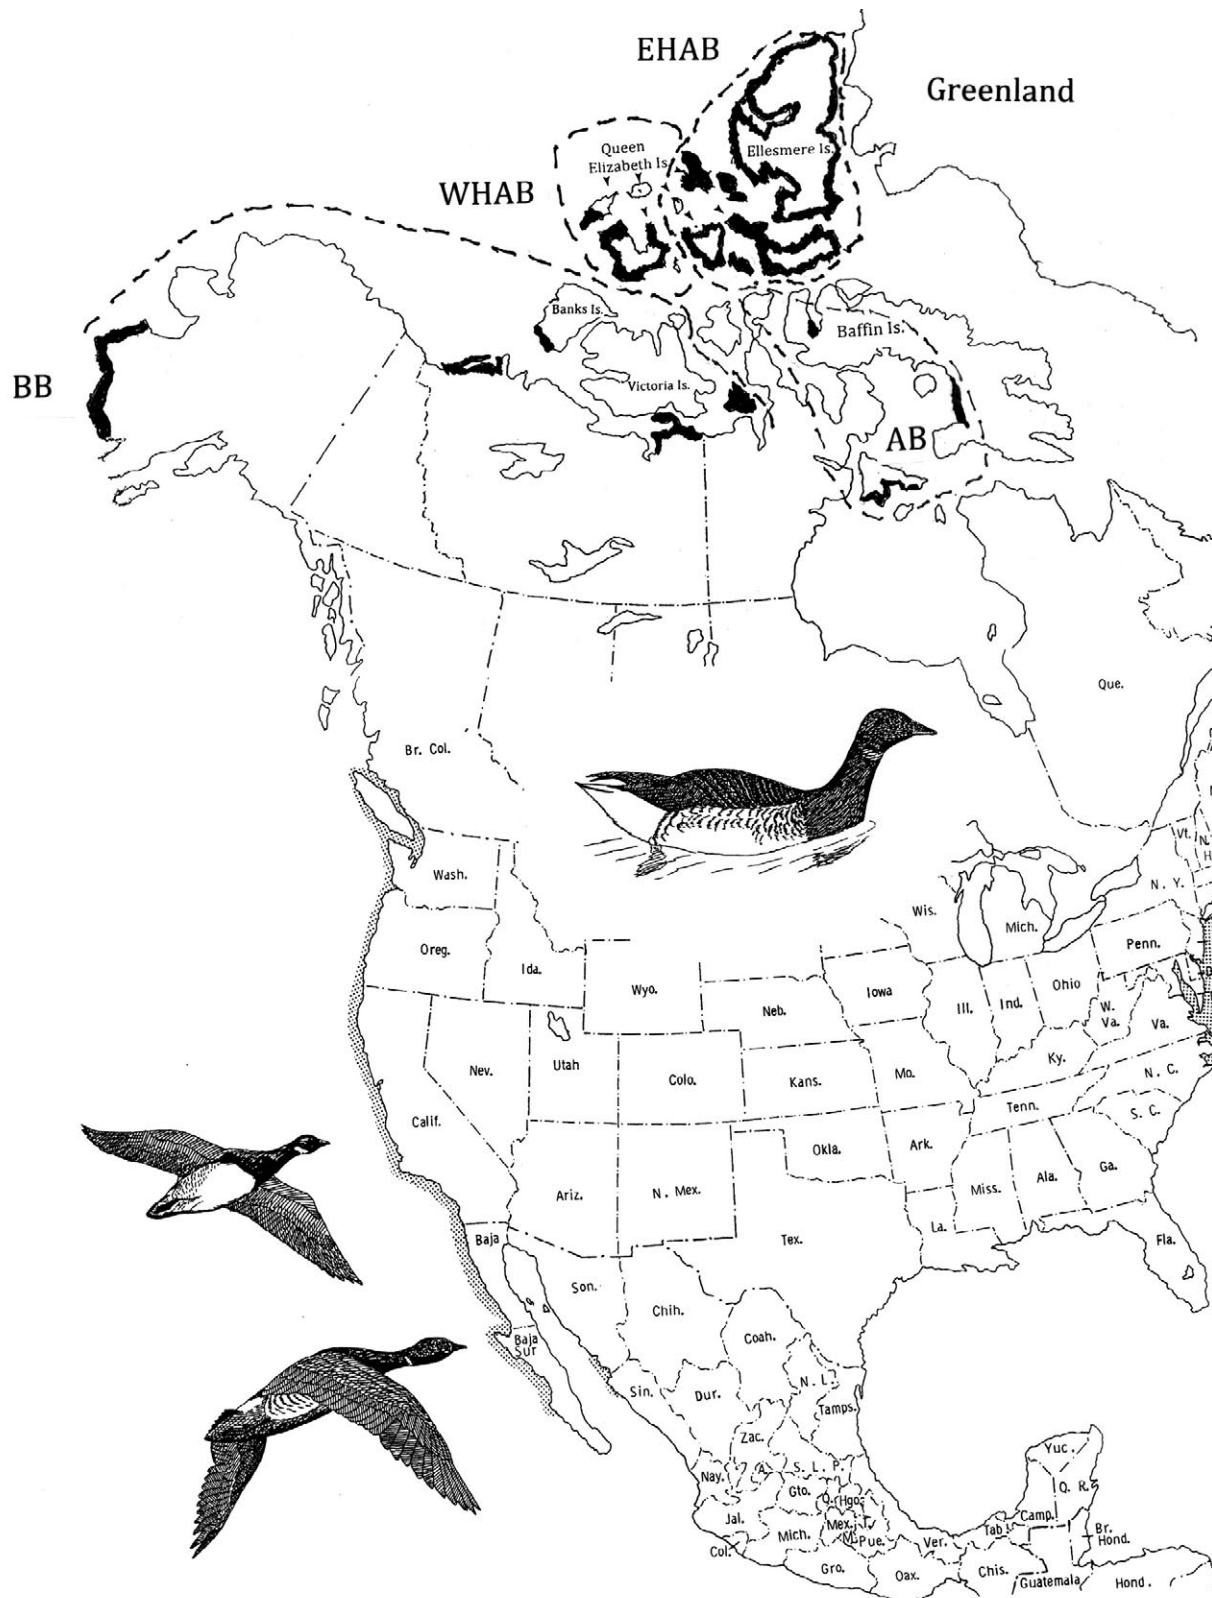 EHAB
Greenland
Queen
Elizabeth Is.
Ellesmere Is.
WHAB
Banks Is.
Baffin Is.
BB
Victoria Is.
AB
Que.
Br. Col.
Vt.
N.
H
Wash.
N. Y.
Wis.
Mich.
Oreg.
Penn.
Ida.
Wyo.
Iowa
Ohio
Neb.
Ill.
Ind.
W.
Va.
Va.
Nev.
Utah
Colo.
Kans.
Mo.
Ky.
N. C.
Tenn.
S. C.
Calif.
Okla.
Ark.
Ariz.
N. Mex.
Miss.
Ala.
Ga.
La.
Baja
Tex.
Fla.
Son.
Chih.
Baja
Sur
Coah.
Sin.
Dur.
N. L.
Tamps.
Zac.
Yuc.
Nay.
A.
S. L. P.
Gto.
Q.
Hgo.
Q. R.
Jal.
Mex.
T.
Camp.
Mich.
M.
Pue.
Ver.
Tab
Br.
Hond.
Col.
Gro.
Oax.
Chis.
Guatemala
Hond.